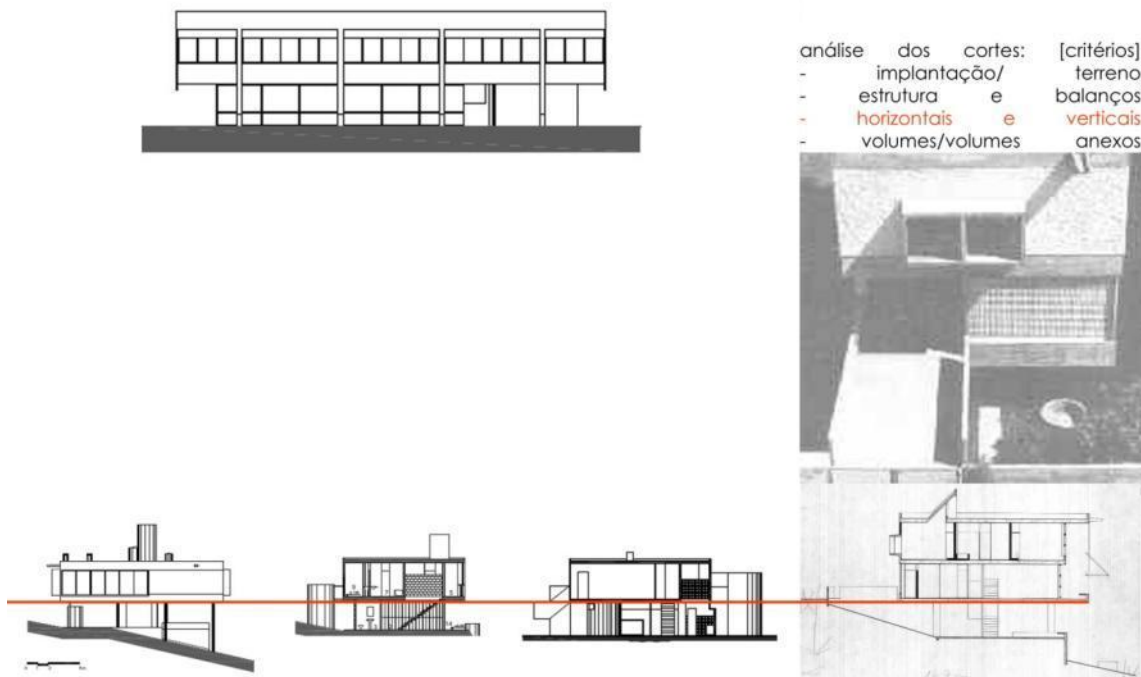 análise dos cortes: [critérios]
- implantação/ terreno
- estrutura e balanços
- horizontais e verticais
- volumes/volumes anexos